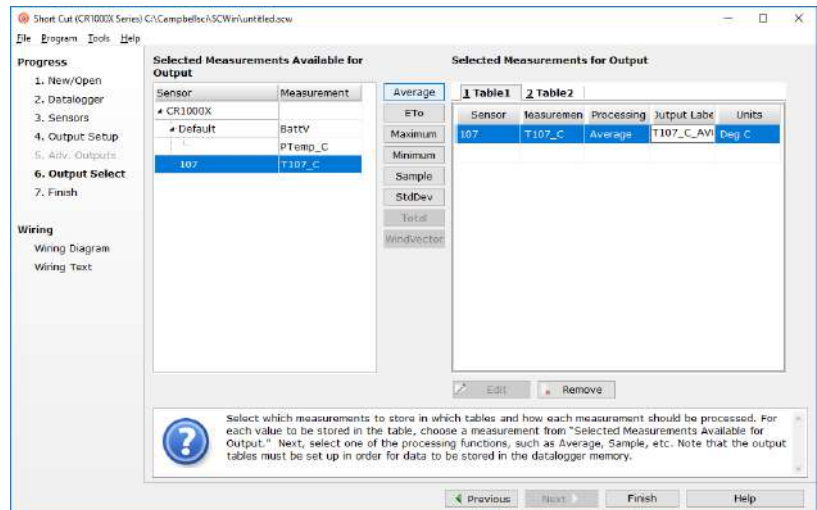 Short Cut (CR1000X Series) C:\Campbellsci\SCWin\untitled.scw
File Program Tools Help
Progress
1. New/Open
2. Datalogger
3. Sensors
4. Output Setup
5. Adv. Outputs
6. Output Select
7. Finish
Wiring
Wiring Diagram
Wiring Text
Selected Measurements Available for
Output
Sensor Measurement
CR1000X
Default BattV
PTemp_C
107 T107_C
Average
ETo
Maximum
Minimum
Sample
StdDev
Total
WindVector
Selected Measurements for Output
1 Table1 2 Table2
Sensor Measuremen Processing Output Labe Units
107 T107_C Average T107_C_AV Deg C
Edit Remove
Select which measurements to store in which tables and how each measurement should be processed. For
each value to be stored in the table, choose a measurement from "Selected Measurements Available for
Output." Next, select one of the processing functions, such as Average, Sample, etc. Note that the output
tables must be set up in order for data to be stored in the datalogger memory.
Previous Next Finish Help